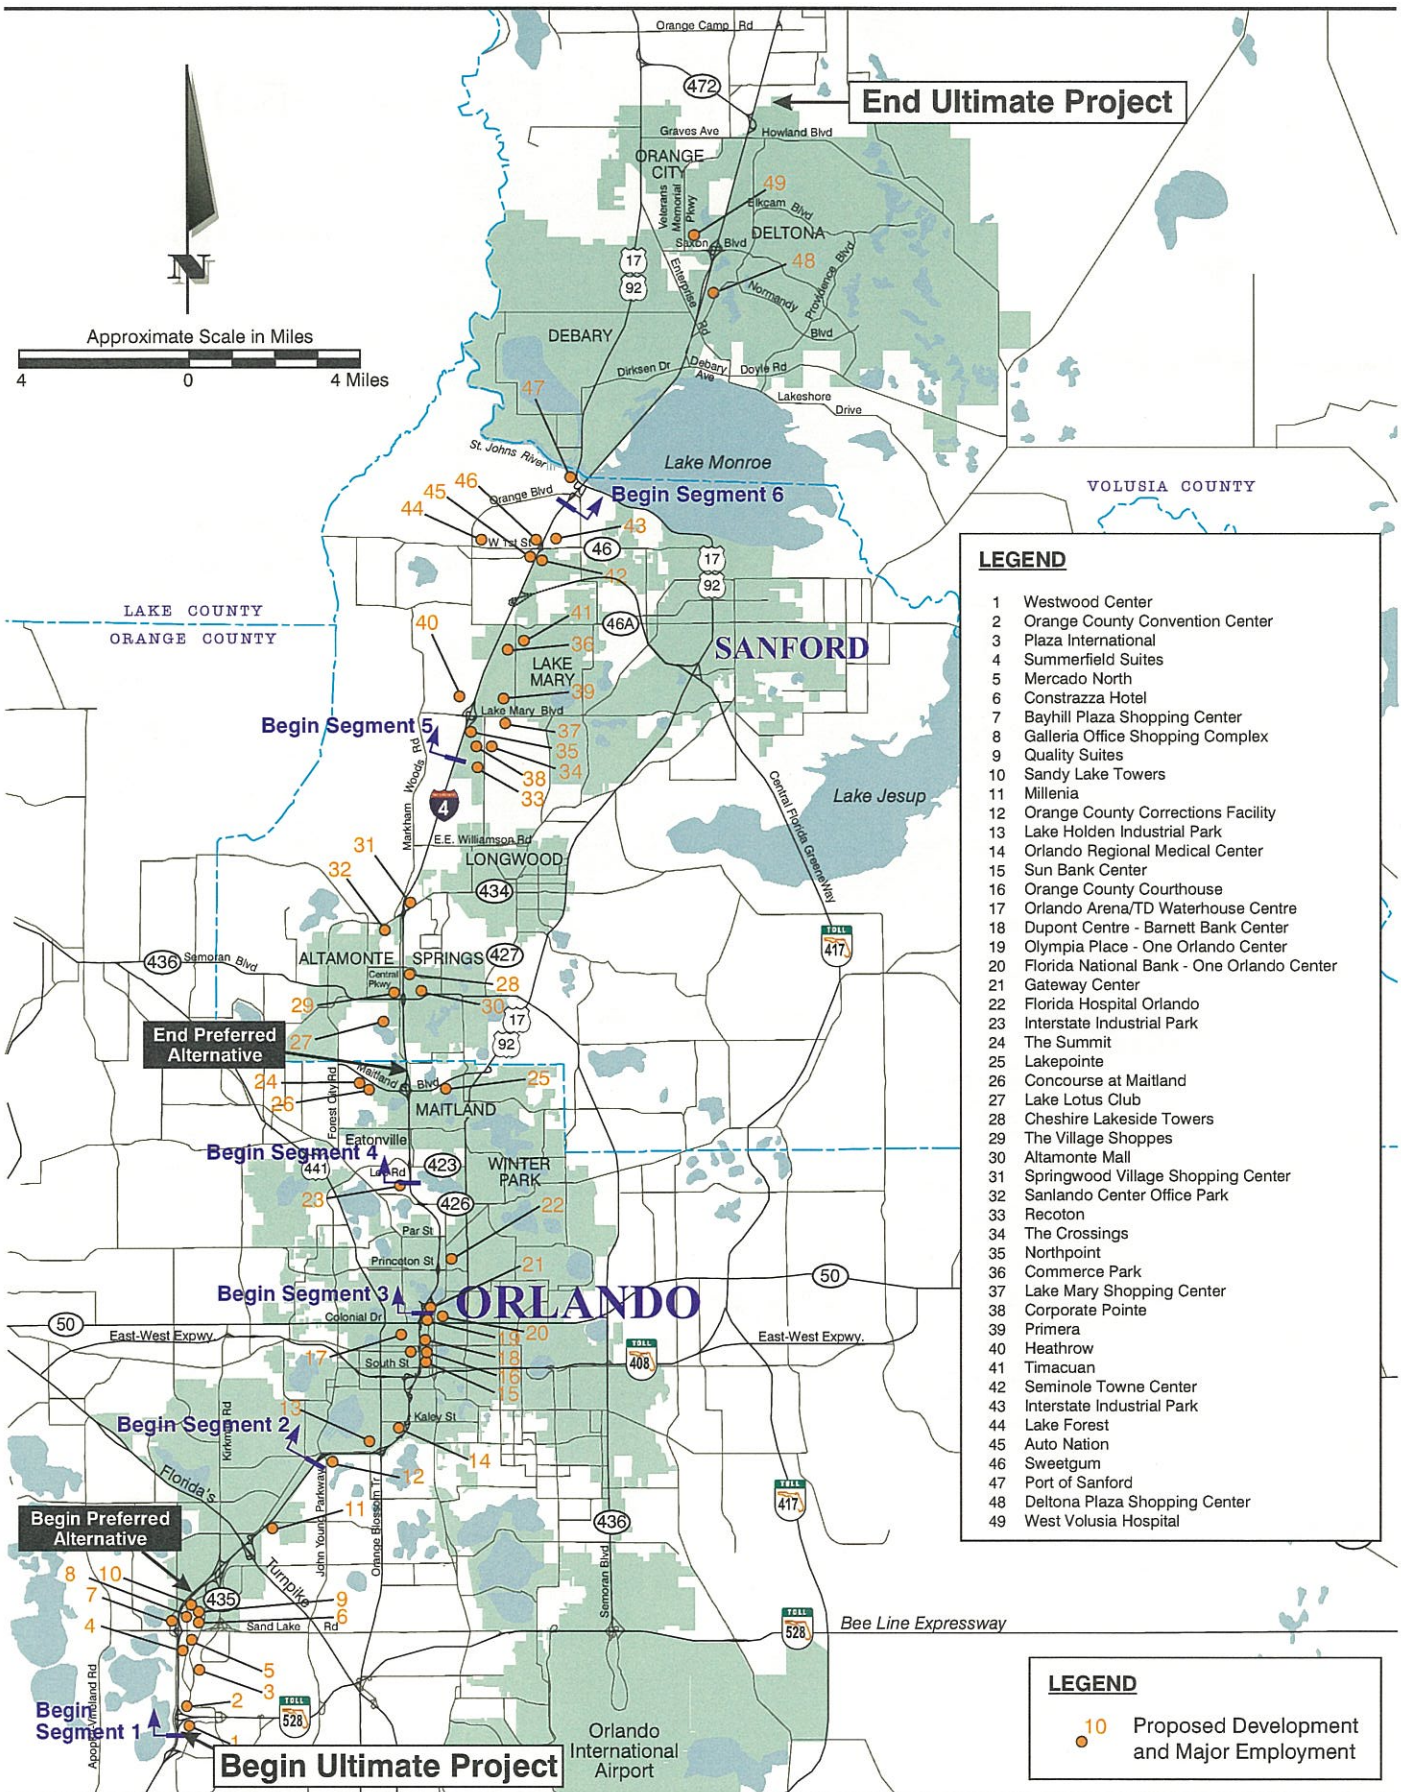 Orange Camp Rd
472
End Ultimate Project
Graves Ave
Howland Blvd
ORANGE
CITY
49
Veterans
Memorial
Pkwy
Elkcam Blvd
DELTONA
Saxon Blvd
17
92
48
Enterprise
Rd
Normandy
Blvd
Providence Blvd
N
Approximate Scale in Miles
4 0 4 Miles
DEBARY
Dirksen Dr
Debary
Ave
Doyle Rd
Lakeshore
Drive
47
St. Johns River
Lake Monroe
VOLUSIA COUNTY
46
45
44
Orange Blvd
Begin Segment 6
43
W 1st St
46
42
17
92
LAKE COUNTY
ORANGE COUNTY
40
41
46A
36
SANFORD
LAKE
MARY
39
Lake Mary Blvd
Begin Segment 5
37
35
34
38
33
Markham Woods Rd
4
Lake Jesup
Central Florida GreeneWay
E.E. Williamson Rd
31
LONGWOOD
32
434
417
TOLL
436
Semoran Blvd
ALTAMONTE SPRINGS
427
Central
Pkwy
28
29
30
17
92
27
End Preferred
Alternative
Maitland Blvd
24
25
26
Forest City Rd
MAITLAND
Eatonville
Begin Segment 4
441
Lee Rd
423
WINTER
PARK
23
426
22
Par St
Princeton St
21
Begin Segment 3
ORLANDO
50
50
Colonial Dr
East-West Expwy.
East-West Expwy.
19
20
17
18
South St
16
15
TOLL
408
13
Kaley St
Begin Segment 2
Kirkman Rd
14
12
Florida's
Turnpike
11
John Young Parkway
Orange Blossom Tr
TOLL
417
436
Semoran Blvd
Begin Preferred
Alternative
8
10
7
435
9
6
4
Sand Lake Rd
TOLL
528
Bee Line Expressway
5
3
2
TOLL
528
Begin
Segment 1
1
Begin Ultimate Project
Orlando
International
Airport
LEGEND
1 Westwood Center
2 Orange County Convention Center
3 Plaza International
4 Summerfield Suites
5 Mercado North
6 Constrazza Hotel
7 Bayhill Plaza Shopping Center
8 Galleria Office Shopping Complex
9 Quality Suites
10 Sandy Lake Towers
11 Millenia
12 Orange County Corrections Facility
13 Lake Holden Industrial Park
14 Orlando Regional Medical Center
15 Sun Bank Center
16 Orange County Courthouse
17 Orlando Arena/TD Waterhouse Centre
18 Dupont Centre - Barnett Bank Center
19 Olympia Place - One Orlando Center
20 Florida National Bank - One Orlando Center
21 Gateway Center
22 Florida Hospital Orlando
23 Interstate Industrial Park
24 The Summit
25 Lakepointe
26 Concourse at Maitland
27 Lake Lotus Club
28 Cheshire Lakeside Towers
29 The Village Shoppes
30 Altamonte Mall
31 Springwood Village Shopping Center
32 Sanlando Center Office Park
33 Recoton
34 The Crossings
35 Northpoint
36 Commerce Park
37 Lake Mary Shopping Center
38 Corporate Pointe
39 Primera
40 Heathrow
41 Timacuan
42 Seminole Towne Center
43 Interstate Industrial Park
44 Lake Forest
45 Auto Nation
46 Sweetgum
47 Port of Sanford
48 Deltona Plaza Shopping Center
49 West Volusia Hospital
LEGEND
10 Proposed Development
and Major Employment